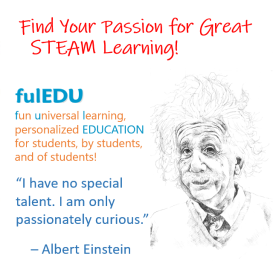 Find Your Passion for Great
STEAM Learning!
fulEDU
fun universal learning,
personalized EDUCATION
for students, by students,
and of students!
“I have no special
talent. I am only
passionately curious.”
– Albert Einstein